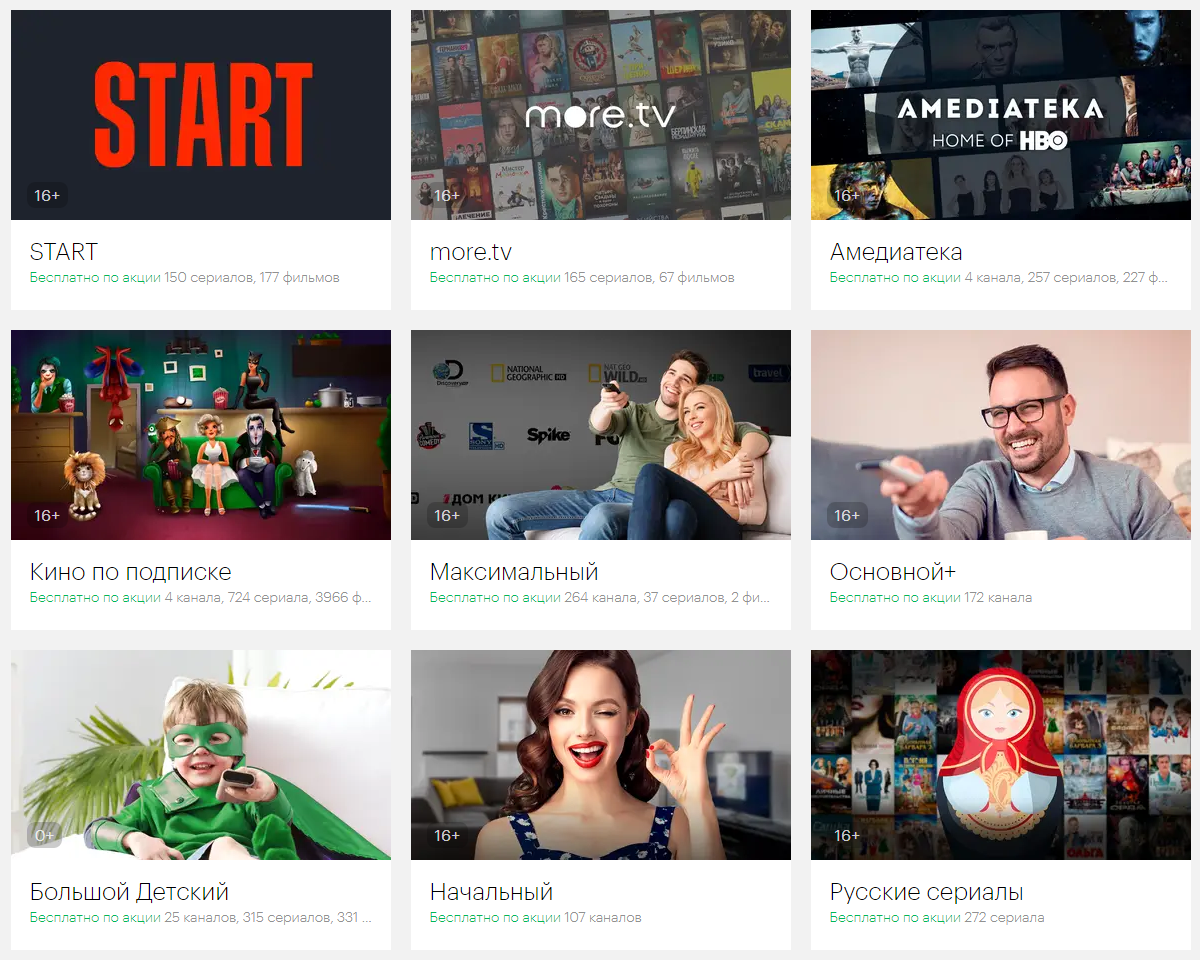 START
16+
START
Бесплатно по акции 150 сериалов, 177 фильмов
more.tv
16+
more.tv
Бесплатно по акции 165 сериалов, 67 фильмов
AMEDIATEKA
HOME OF HBO
16+
Амедиатека
Бесплатно по акции 4 канала, 257 сериалов, 227 ф...
16+
Кино по подписке
Бесплатно по акции 4 канала, 724 сериала, 3966 ф...
NATIONAL
GEOGRAPHIC HD
NAT GEO
WILD HD
travel
SONY
Spike
ДОМ К
16+
Максимальный
Бесплатно по акции 264 канала, 37 сериалов, 2 фи...
16+
Основной+
Бесплатно по акции 172 канала
0+
Большой Детский
Бесплатно по акции 25 каналов, 315 сериалов, 331 ...
16+
Начальный
Бесплатно по акции 107 каналов
16+
Русские сериалы
Бесплатно по акции 272 сериала